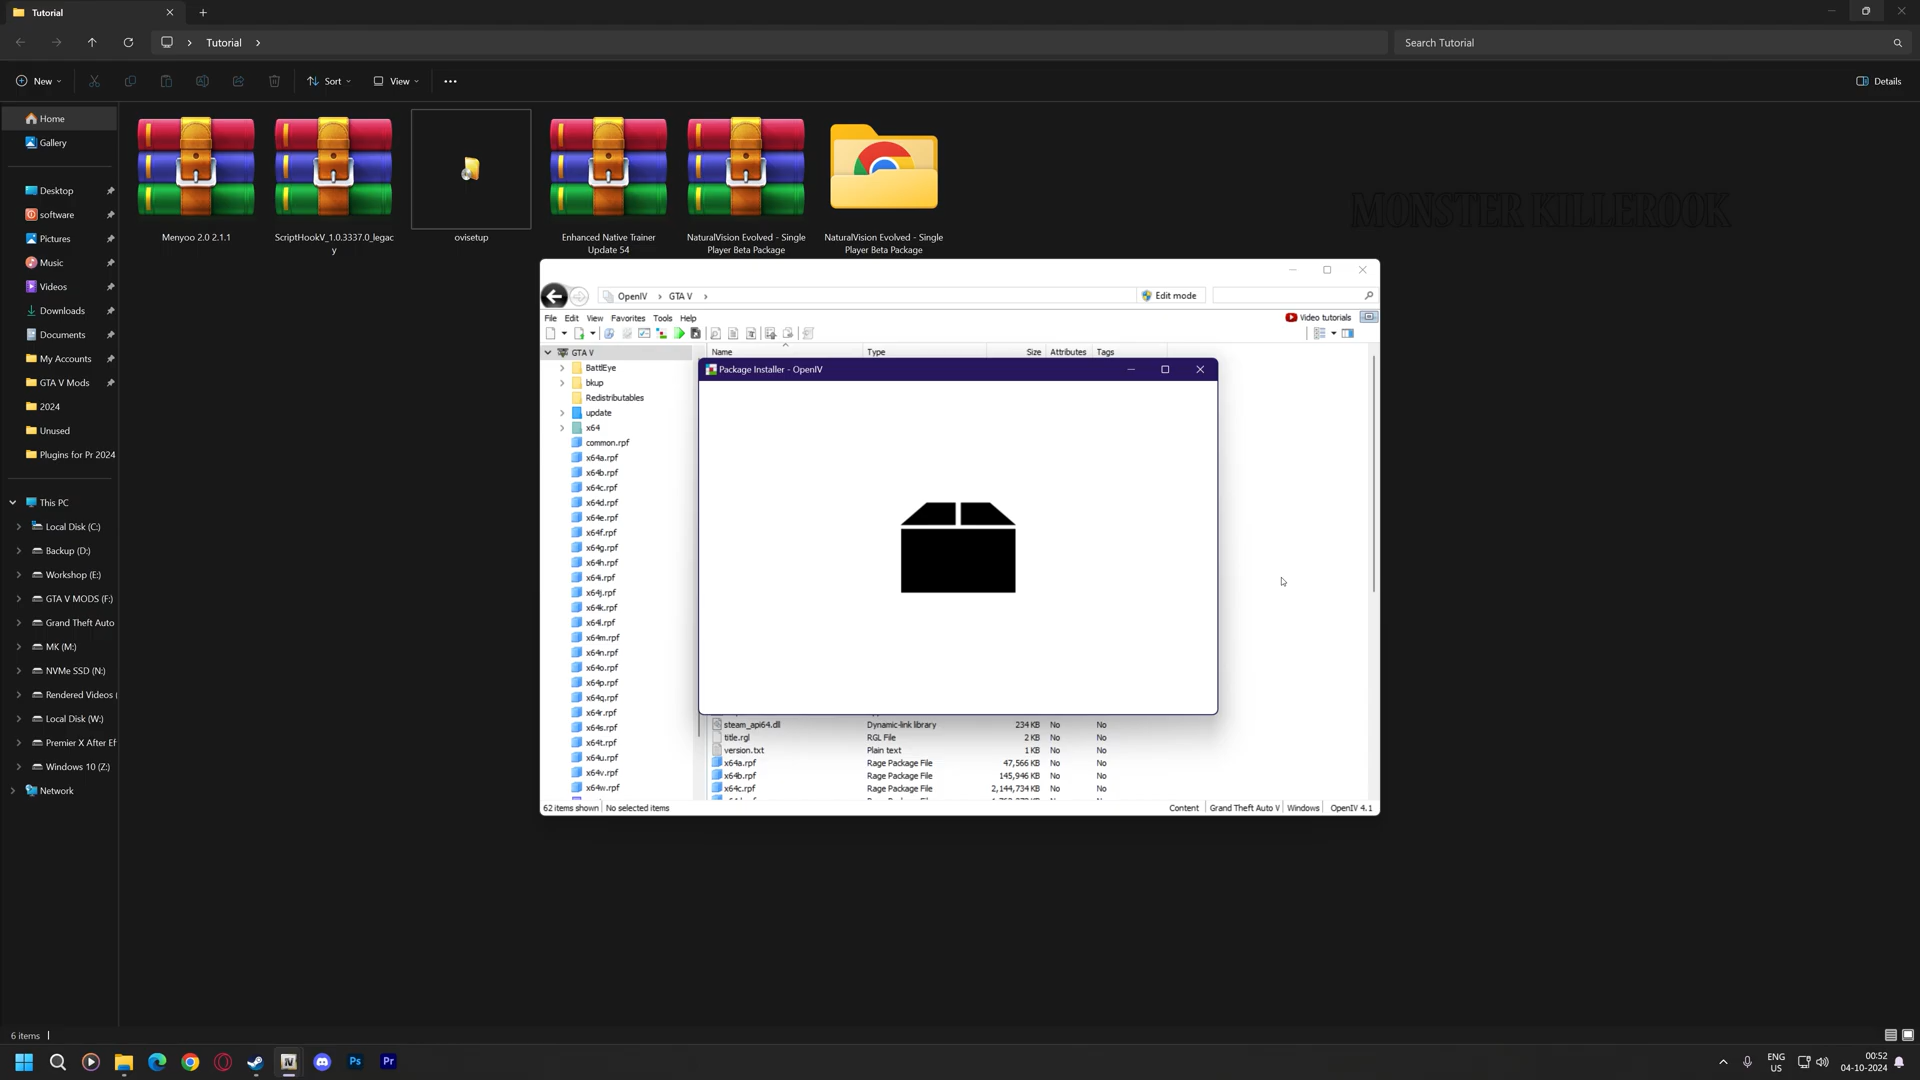 Tutorial
Tutorial
Search Tutorial
New
Sort
View
Details
Home
Gallery
Desktop
software
Pictures
Music
Videos
Downloads
Documents
My Accounts
GTA V Mods
2024
Unused
Plugins for Pr 2024
This PC
Local Disk (C:)
Backup (D:)
Workshop (E:)
GTA V MODS (F:)
Grand Theft Auto
MK (M:)
NVMe SSD (N:)
Rendered Videos (
Local Disk (W:)
Premier X After Ef
Windows 10 (Z:)
Network
Menyoo 2.0 2.1.1
ScriptHookV_1.0.3337.0_legac
y
ovisetup
Enhanced Native Trainer
Update 54
NaturalVision Evolved - Single
Player Beta Package
NaturalVision Evolved - Single
Player Beta Package
MONSTER KILLEROOK
OpenIV > GTA V >
Edit mode
File Edit View Favorites Tools Help
Video tutorials
GTA V
BattlEye
bkup
Redistributables
update
x64
common.rpf
x64a.rpf
x64b.rpf
x64c.rpf
x64d.rpf
x64e.rpf
x64f.rpf
x64g.rpf
x64h.rpf
x64i.rpf
x64j.rpf
x64k.rpf
x64l.rpf
x64m.rpf
x64n.rpf
x64o.rpf
x64p.rpf
x64q.rpf
x64r.rpf
x64s.rpf
x64t.rpf
x64u.rpf
x64v.rpf
x64w.rpf
Name Type Size Attributes Tags
Package Installer - OpenIV
steam_api64.dll Dynamic-link library 234 KB No No
title.rgl RGL File 2 KB No No
version.txt Plain text 1 KB No No
x64a.rpf Rage Package File 47,566 KB No No
x64b.rpf Rage Package File 145,946 KB No No
x64c.rpf Rage Package File 2,144,734 KB No No
62 items shown No selected items
Content Grand Theft Auto V Windows OpenIV 4.1
6 items
IV
Ps
Pr
ENG
US
00:52
04-10-2024